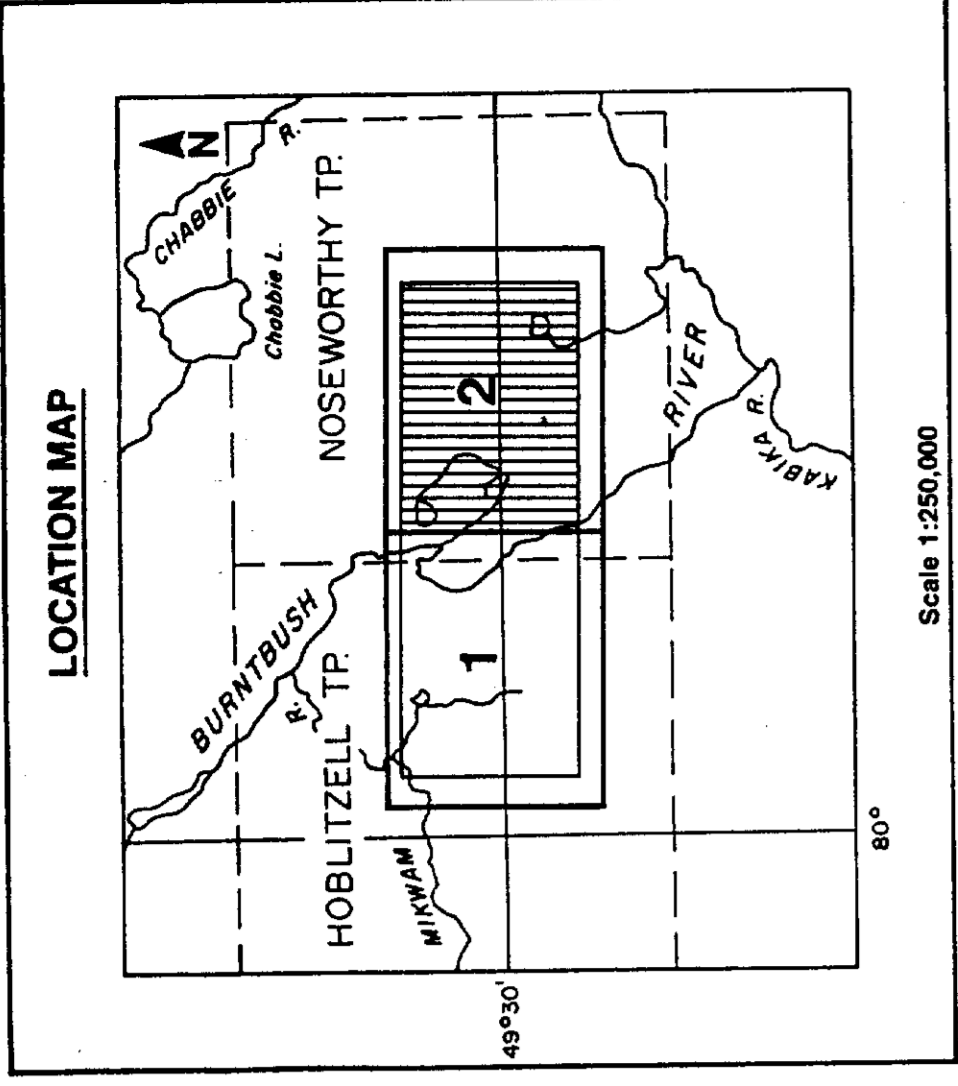 LOCATION MAP
N
CHABBIE
R.
Chabbie L.
NOSEWORTHY TP.
BURNTBUSH
R.
HOBLITZELL TP.
2
1
MIKWAM
RIVER
R.
KABIKA
49°30'
80°
Scale 1:250,000